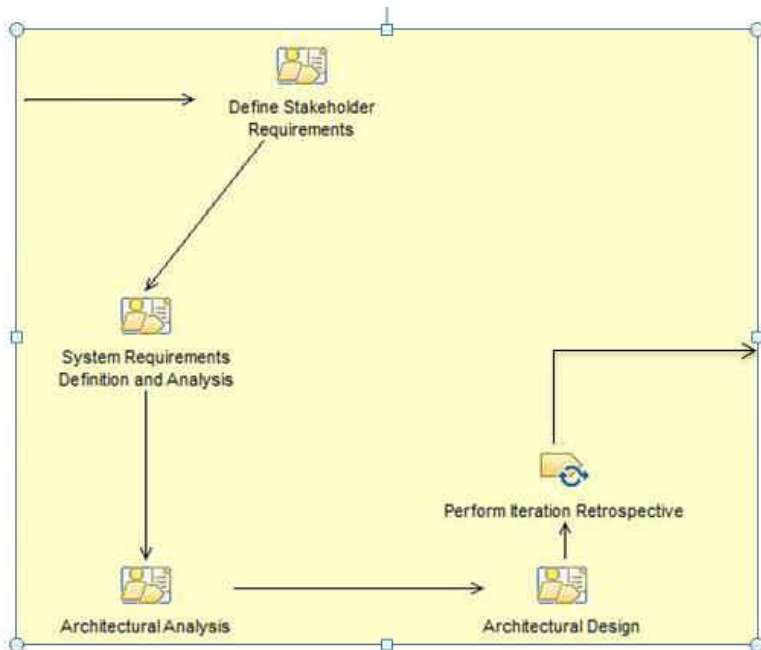 Define Stakeholder
Requirements
System Requirements
Definition and Analysis
Perform Iteration Retrospective
Architectural Analysis
Architectural Design